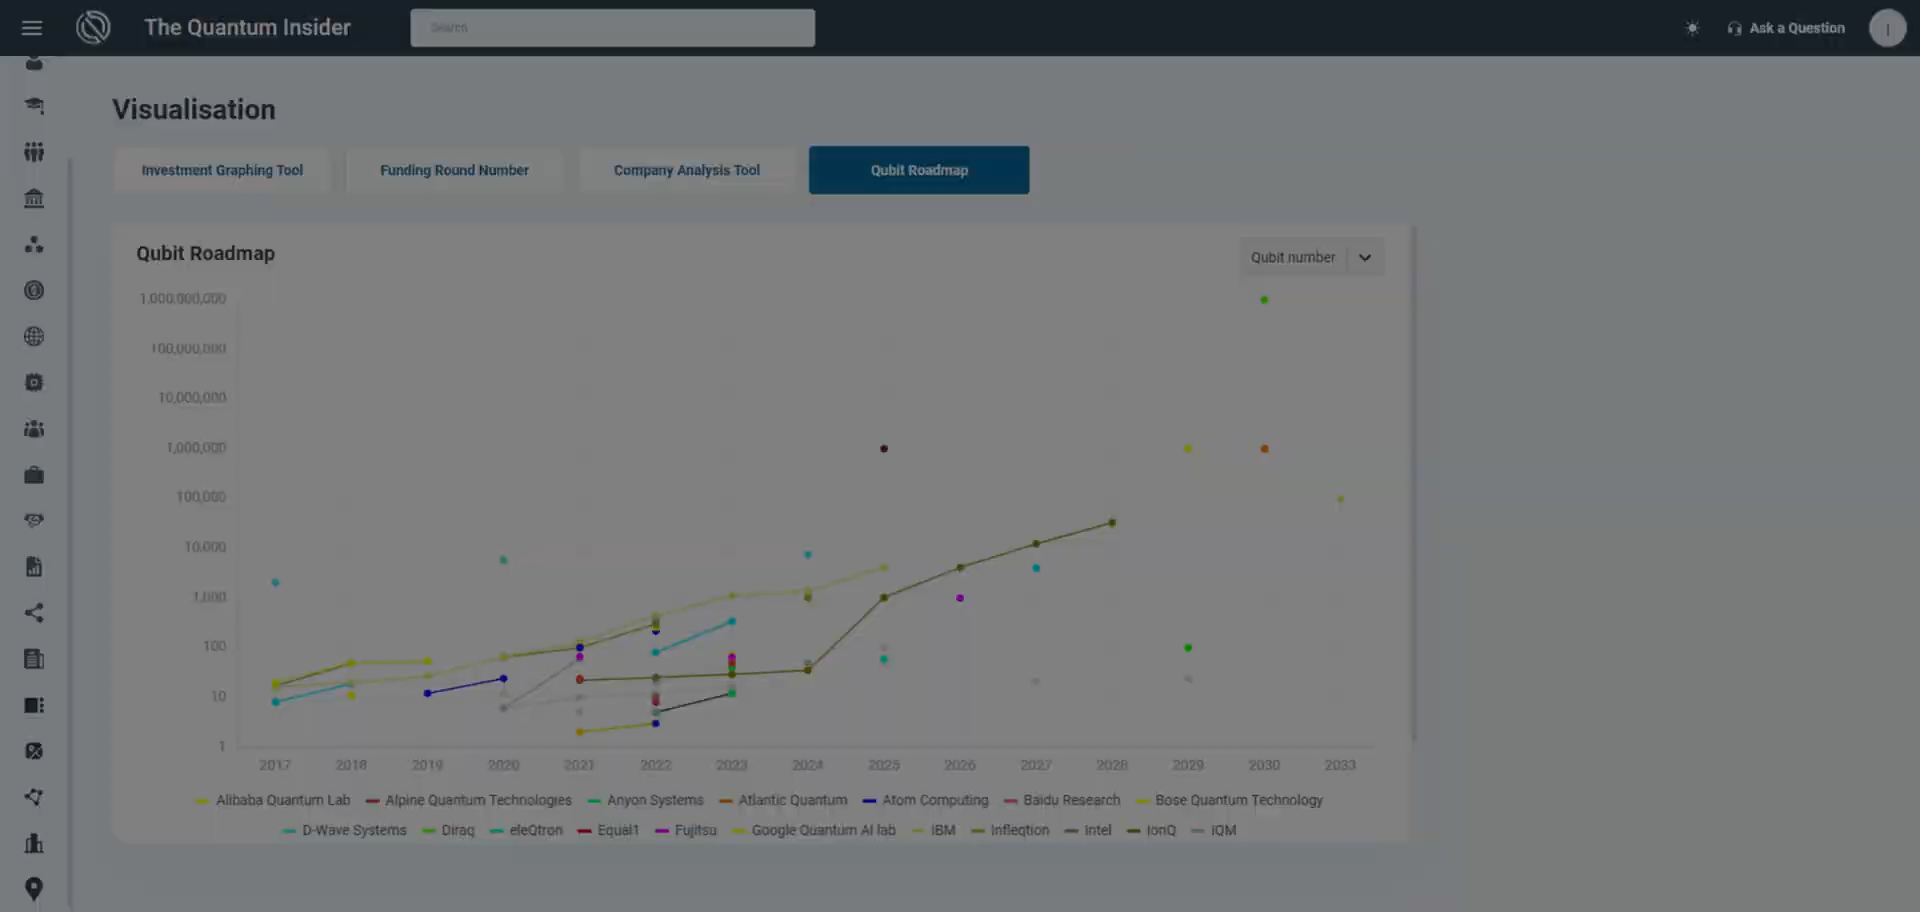 The Quantum Insider
Search
Ask a Question
Visualisation
Investment Graphing Tool
Funding Round Number
Company Analysis Tool
Qubit Roadmap
Qubit Roadmap
Qubit number
1,000,000,000
100,000,000
10,000,000
1,000,000
100,000
10,000
1,000
100
10
1
2017 2018 2019 2020 2021 2022 2023 2024 2025 2026 2027 2028 2029 2030 2033
Alibaba Quantum Lab Alpine Quantum Technologies Anyon Systems Atlantic Quantum Atom Computing Baidu Research Bose Quantum Technology
D-Wave Systems Diraq eleQtron Equal1 Fujitsu Google Quantum AI lab IBM Infleqtion Intel IonQ IQM